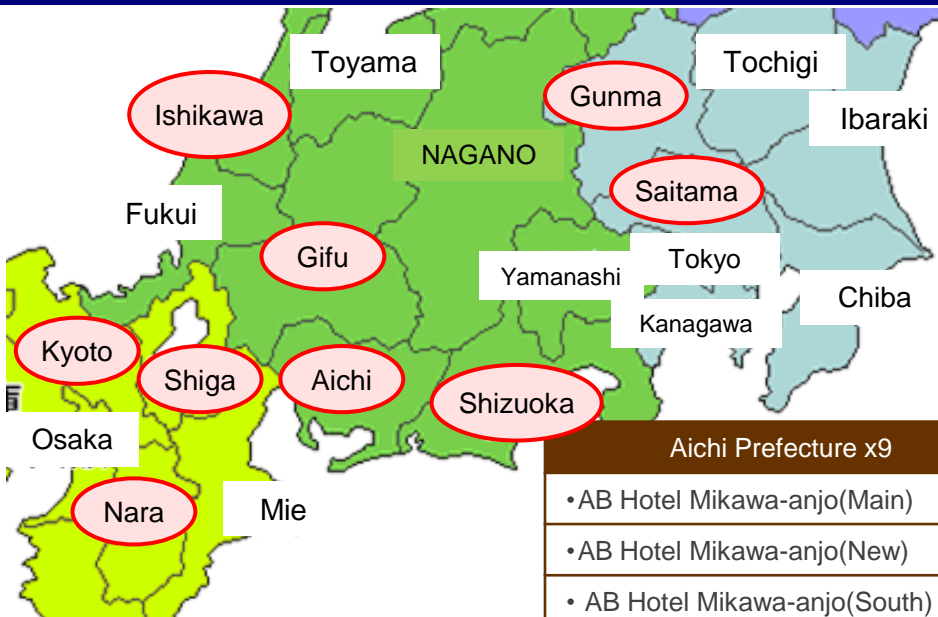 Toyama
Tochigi
Ishikawa
Gunma
Ibaraki
NAGANO
Saitama
Fukui
Gifu
Tokyo
Yamanashi
Chiba
Kanagawa
Kyoto
Shiga
Aichi
Shizuoka
Osaka
Nara
Mie
Aichi Prefecture x9
•AB Hotel Mikawa-anjo(Main)
•AB Hotel Mikawa-anjo(New)
• AB Hotel Mikawa-anjo(South)